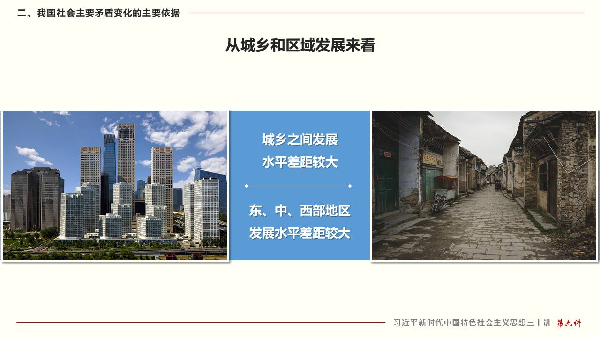 二、我国社会主要矛盾变化的主要依据
从城乡和区域发展来看
城乡之间发展
水平差距较大
东、中、西部地区
发展水平差距较大
习近平新时代中国特色社会主义思想三十讲 第九讲